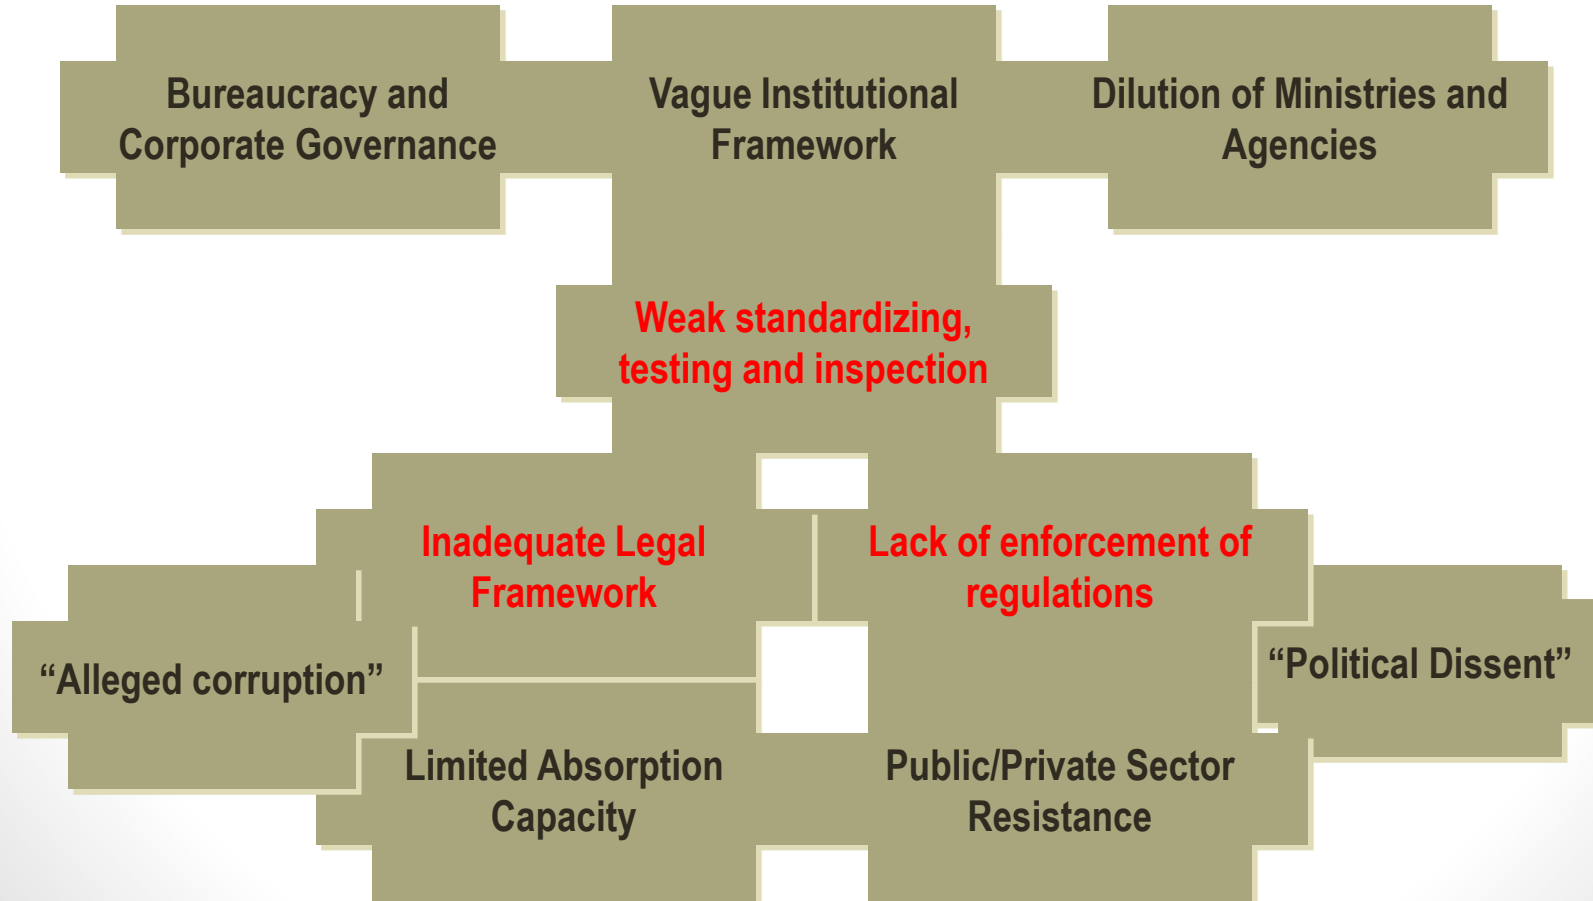 Bureaucracy and
Corporate Governance
Vague Institutional
Framework
Dilution of Ministries and
Agencies
Weak standardizing,
testing and inspection
Inadequate Legal
Framework
Lack of enforcement of
regulations
“Alleged corruption”
“Political Dissent”
Limited Absorption
Capacity
Public/Private Sector
Resistance